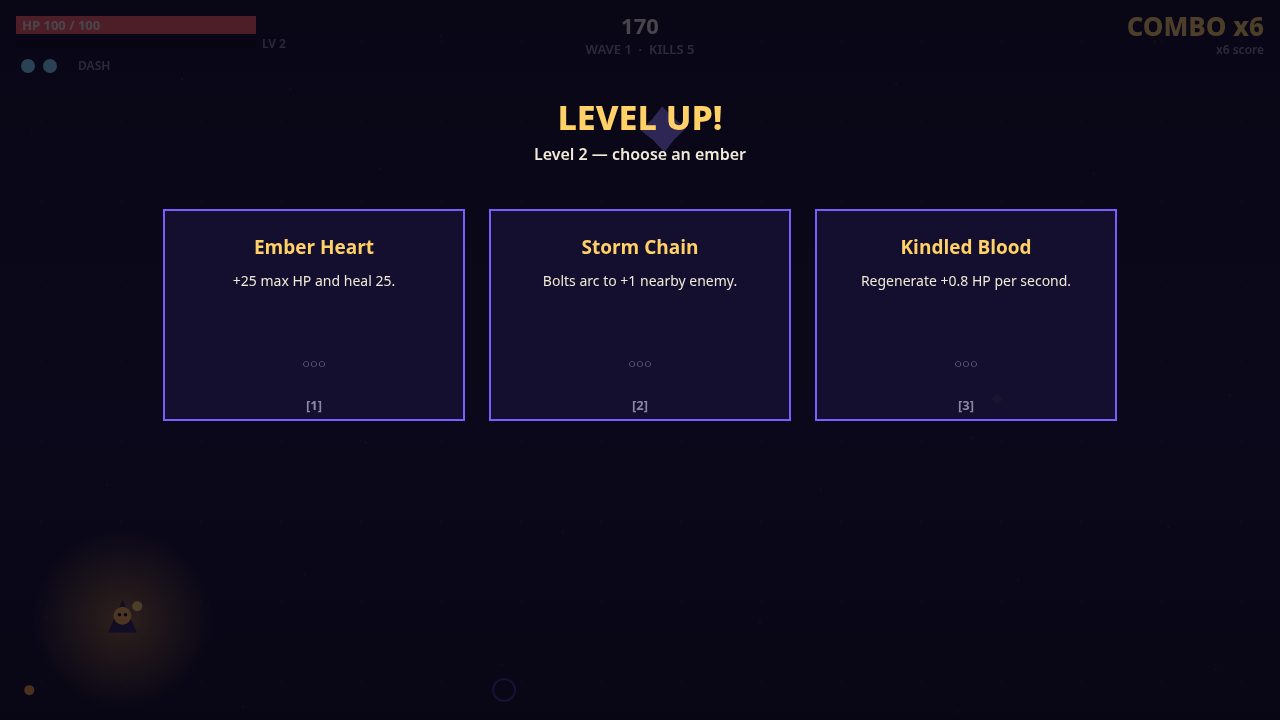 HP 100 / 100
LV 2
DASH
170
WAVE 1 · KILLS 5
COMBO x6
x6 score
LEVEL UP!
Level 2 — choose an ember
Ember Heart
+25 max HP and heal 25.
○○○
[1]
Storm Chain
Bolts arc to +1 nearby enemy.
○○○
[2]
Kindled Blood
Regenerate +0.8 HP per second.
○○○
[3]